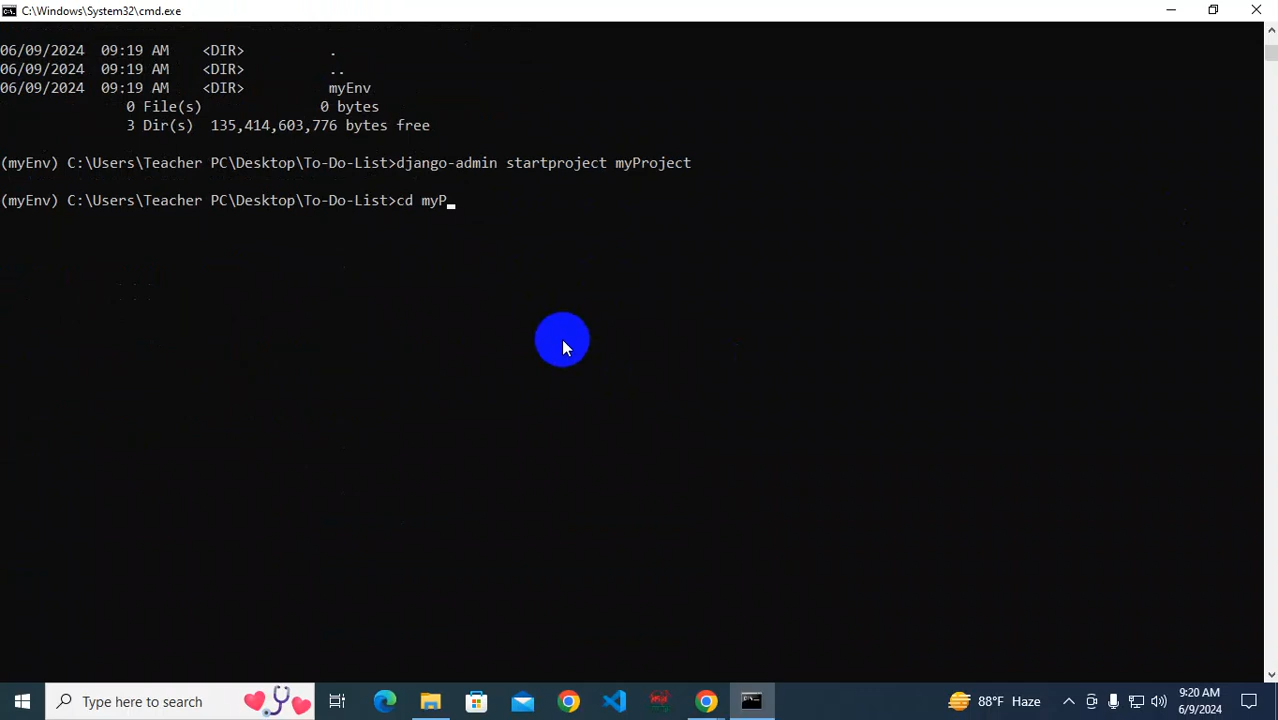 C:\Windows\System32\cmd.exe
06/09/2024  09:19 AM    <DIR>          .
06/09/2024  09:19 AM    <DIR>          ..
06/09/2024  09:19 AM    <DIR>          myEnv
               0 File(s)              0 bytes
               3 Dir(s)  135,414,603,776 bytes free
(myEnv) C:\Users\Teacher PC\Desktop\To-Do-List>django-admin startproject myProject
(myEnv) C:\Users\Teacher PC\Desktop\To-Do-List>cd myP_
Type here to search
88°F Haze
9:20 AM
6/9/2024